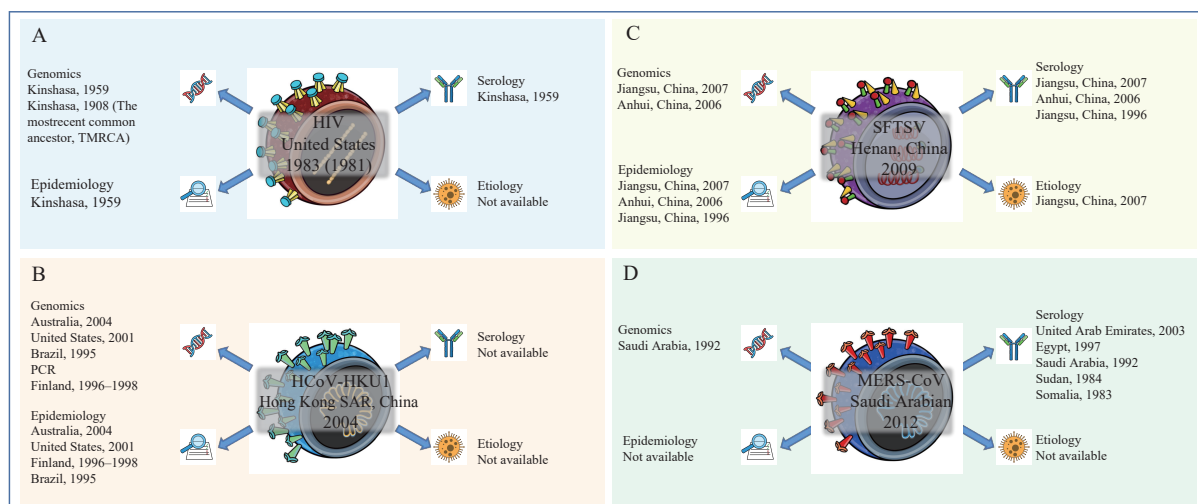 A
Genomics
Kinshasa, 1959
Kinshasa, 1908 (The
mostrecent common
ancestor, TMRCA)
HIV
United States
1983 (1981)
Serology
Kinshasa, 1959
Epidemiology
Kinshasa, 1959
Etiology
Not available
C
Genomics
Jiangsu, China, 2007
Anhui, China, 2006
SFTSV
Henan, China
2009
Serology
Jiangsu, China, 2007
Anhui, China, 2006
Jiangsu, China, 1996
Epidemiology
Jiangsu, China, 2007
Anhui, China, 2006
Jiangsu, China, 1996
Etiology
Jiangsu, China, 2007
B
Genomics
Australia, 2004
United States, 2001
Brazil, 1995
PCR
Finland, 1996–1998
HCoV-HKU1
Hong Kong SAR, China
2004
Serology
Not available
Epidemiology
Australia, 2004
United States, 2001
Finland, 1996–1998
Brazil, 1995
Etiology
Not available
D
Genomics
Saudi Arabia, 1992
MERS-CoV
Saudi Arabian
2012
Serology
United Arab Emirates, 2003
Egypt, 1997
Saudi Arabia, 1992
Sudan, 1984
Somalia, 1983
Epidemiology
Not available
Etiology
Not available